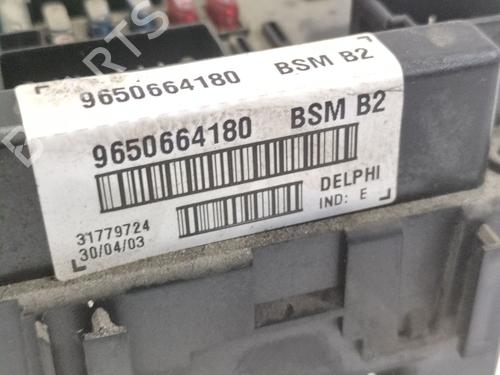 9650664180 BSM B2
9650664180 BSM B2
DELPHI
31779724 IND: E
30/04/03